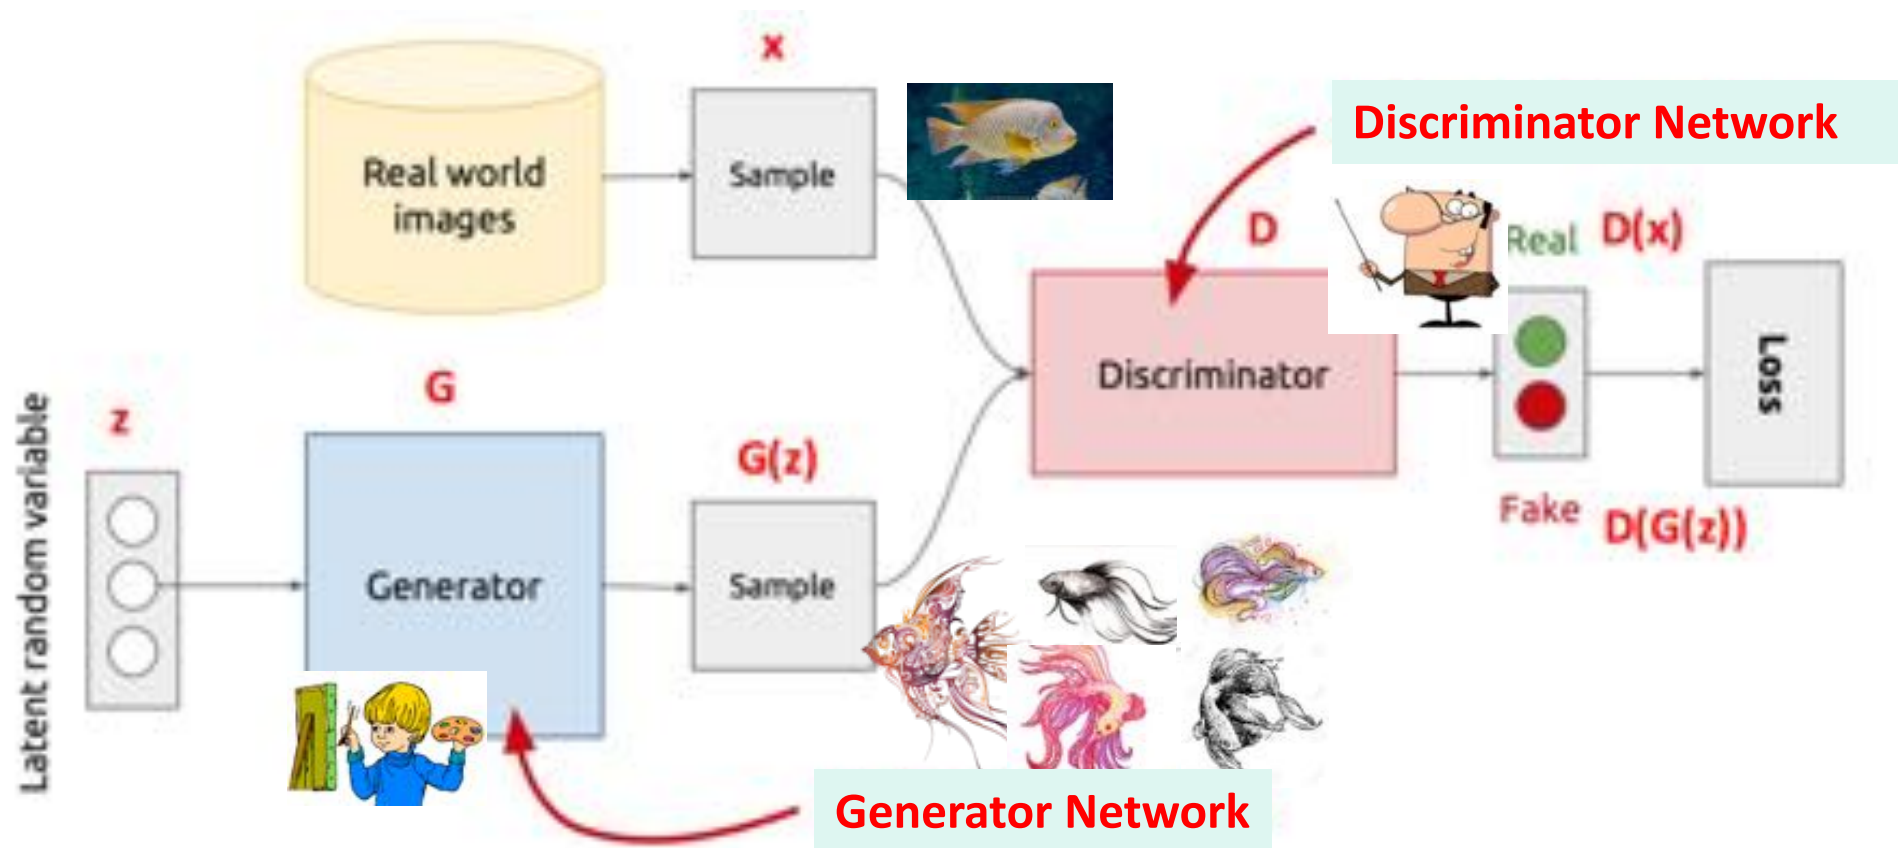 x
Discriminator Network
Real world
images
Sample
D
Real
D(x)
G
z
Latent random variable
Generator
G(z)
Sample
Discriminator
Loss
Fake
D(G(z))
Generator Network